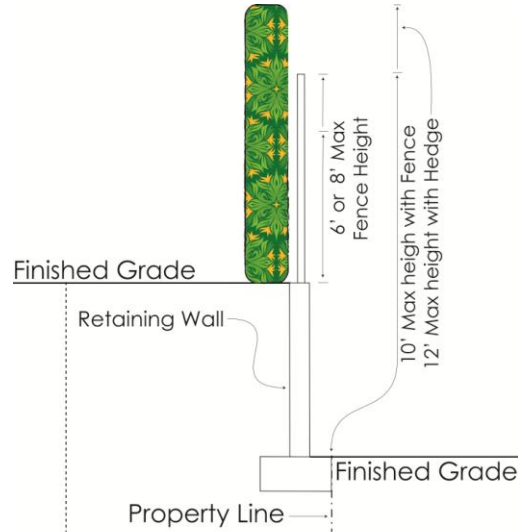 6' or 8' Max
Fence Height
10' Max heigh with Fence
12' Max height with Hedge
Finished Grade
Retaining Wall
Finished Grade
Property Line